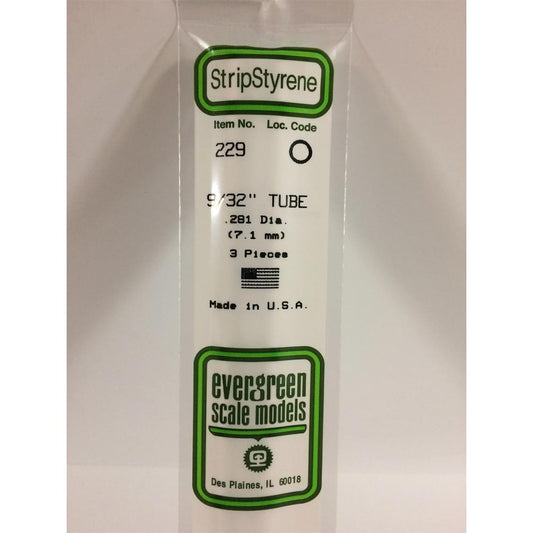 StripStyrene
Item No. Loc. Code
229
9/32" TUBE
.281 Dia.
(7.1 mm)
3 Pieces
Made in U.S.A.
evergreen
scale models
Des Plaines, IL 60018